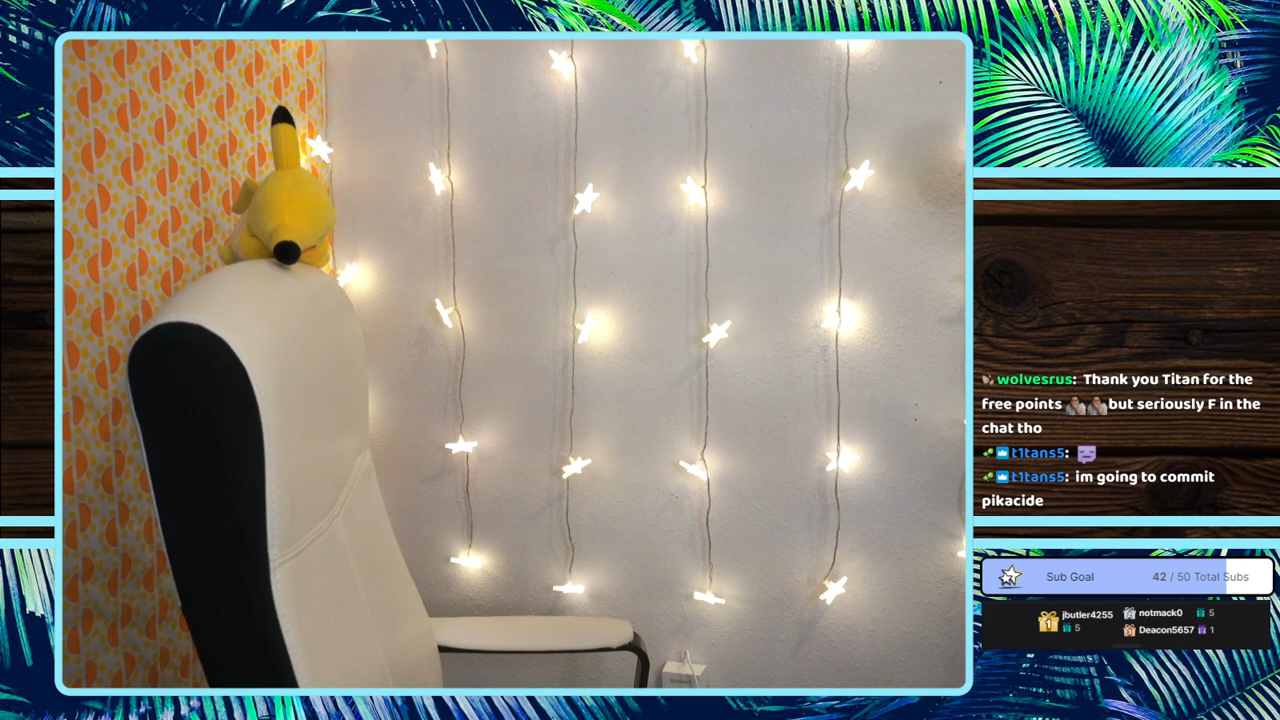 wolvesrus: Thank you Titan for the
free points but seriously F in the
chat tho
t1tans5:
t1tans5: im going to commit
pikacide
Sub Goal 42 / 50 Total Subs
jbutler4255
5
notmack0 5
Deacon5657 1